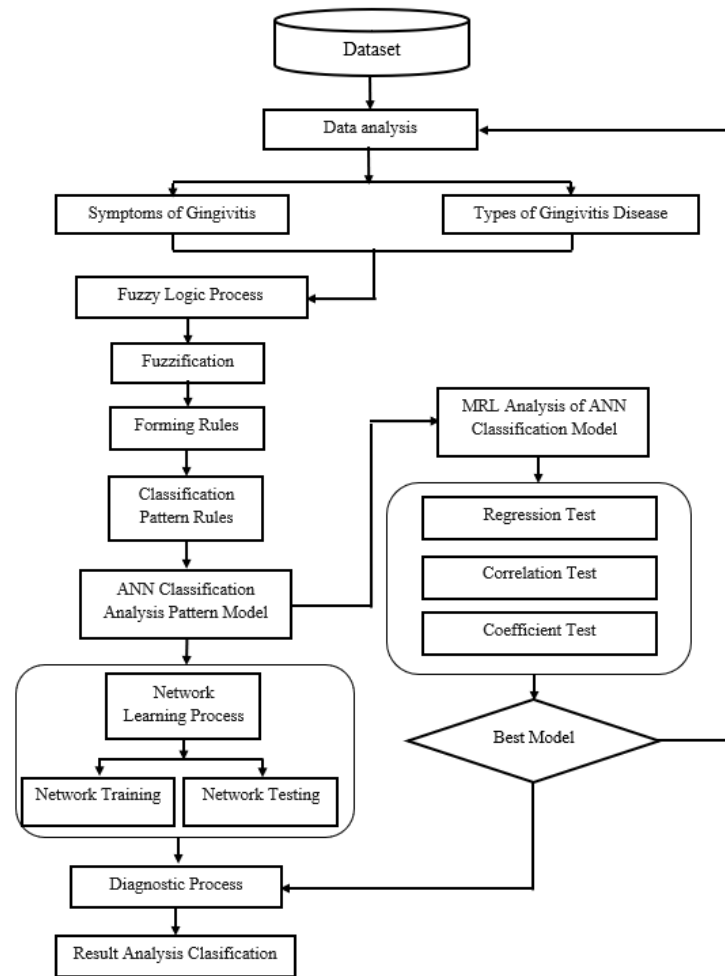 Dataset
Data analysis
Symptoms of Gingivitis
Types of Gingivitis Disease
Fuzzy Logic Process
Fuzzification
Forming Rules
Classification
Pattern Rules
ANN Classification
Analysis Pattern Model
Network
Learning Process
Network Training
Network Testing
MRL Analysis of ANN
Classification Model
Regression Test
Correlation Test
Coefficient Test
Best Model
Diagnostic Process
Result Analysis Clasification